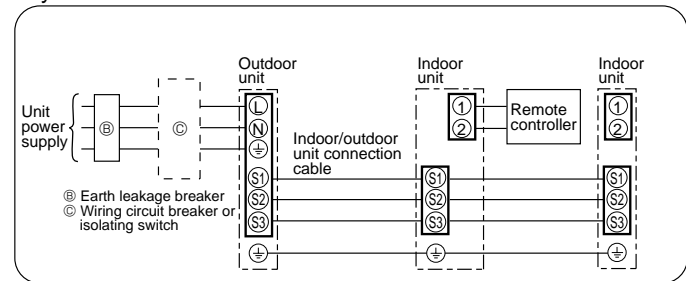 Outdoor
unit
Indoor
unit
Indoor
unit
Unit
power
supply
Ⓑ
Ⓒ
L
N
1
2
Remote
controller
1
2
Indoor/outdoor
unit connection
cable
S1
S2
S3
S1
S2
S3
S1
S2
S3
Ⓑ Earth leakage breaker
Ⓒ Wiring circuit breaker or
isolating switch